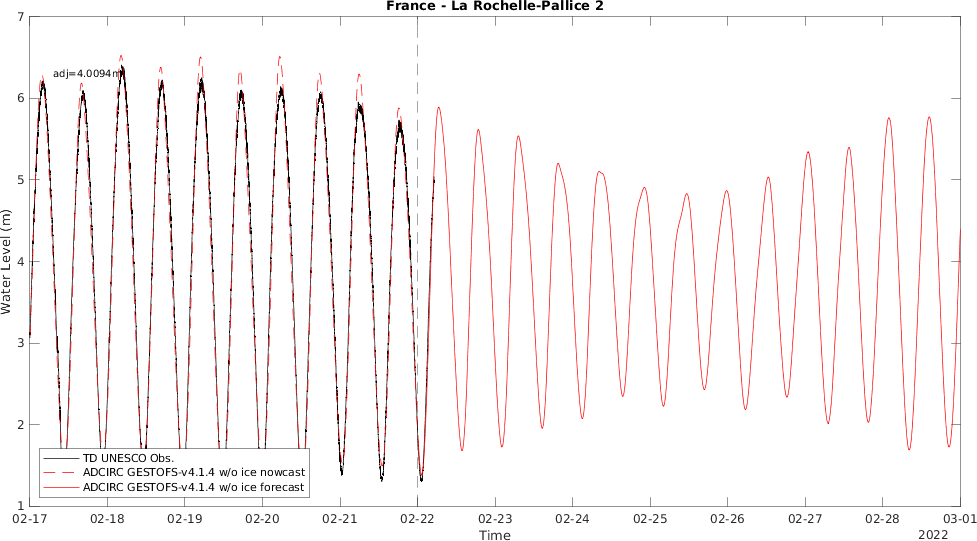 France - La Rochelle-Pallice 2
7
6
5
4
3
2
1
Water Level (m)
adj=4.0094m
TD UNESCO Obs.
ADCIRC GESTOFS-v4.1.4 w/o ice nowcast
ADCIRC GESTOFS-v4.1.4 w/o ice forecast
02-17 02-18 02-19 02-20 02-21 02-22 02-23 02-24 02-25 02-26 02-27 02-28 03-01
Time
2022